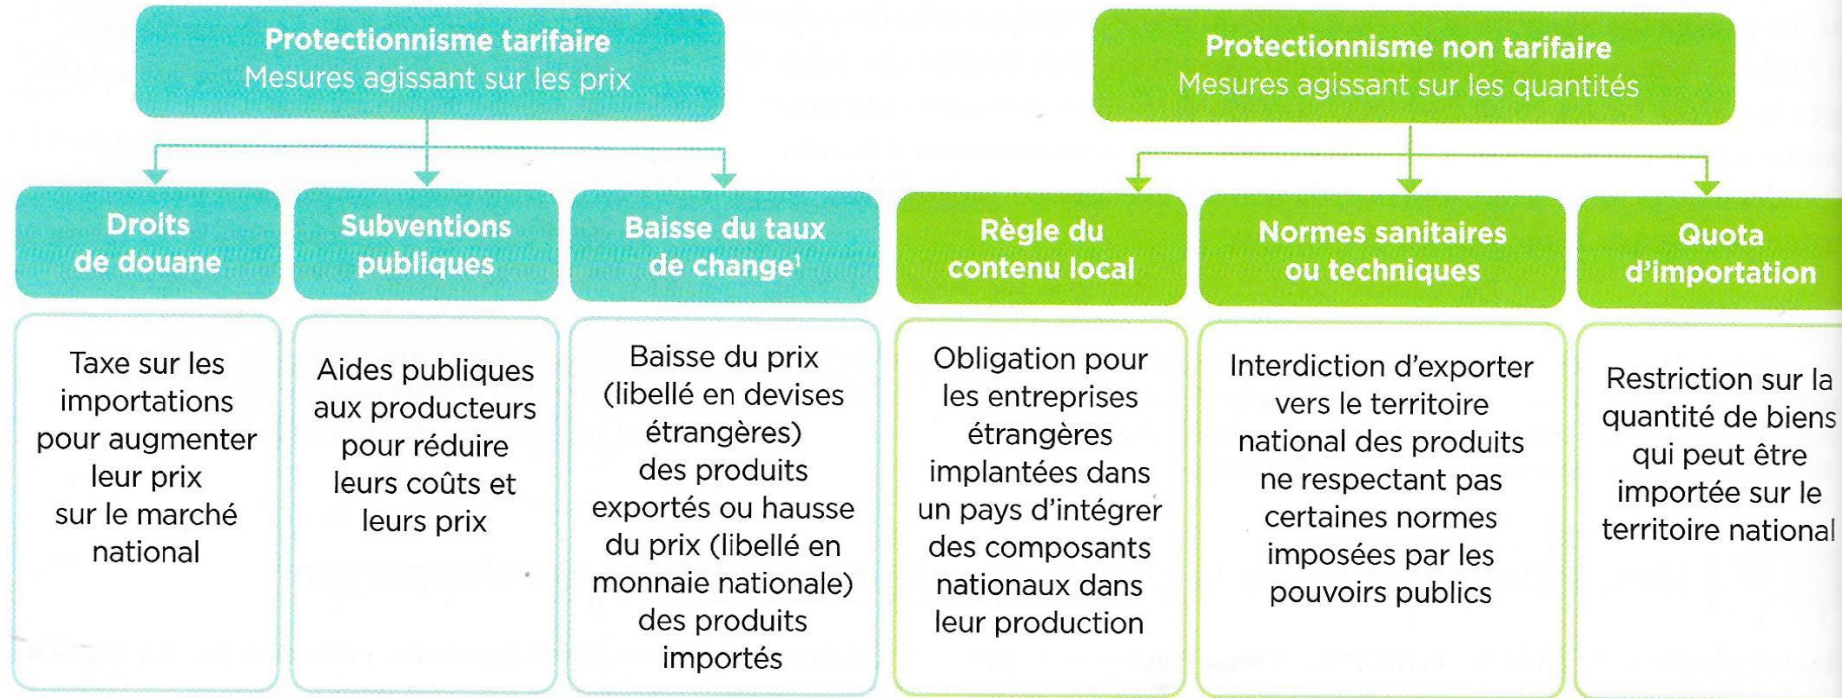 Protectionnisme tarifaire
Mesures agissant sur les prix
Protectionnisme non tarifaire
Mesures agissant sur les quantités
Droits
de douane
Subventions
publiques
Baisse du taux
de change¹
Règle du
contenu local
Normes sanitaires
ou techniques
Quota
d'importation
Taxe sur les
importations
pour augmenter
leur prix
sur le marché
national
Aides publiques
aux producteurs
pour réduire
leurs coûts et
leurs prix
Baisse du prix
(libellé en devises
étrangères)
des produits
exportés ou hausse
du prix (libellé en
monnaie nationale)
des produits
importés
Obligation pour
les entreprises
étrangères
implantées dans
un pays d'intégrer
des composants
nationaux dans
leur production
Interdiction d'exporter
vers le territoire
national des produits
ne respectant pas
certaines normes
imposées par les
pouvoirs publics
Restriction sur la
quantité de biens
qui peut être
importée sur le
territoire national